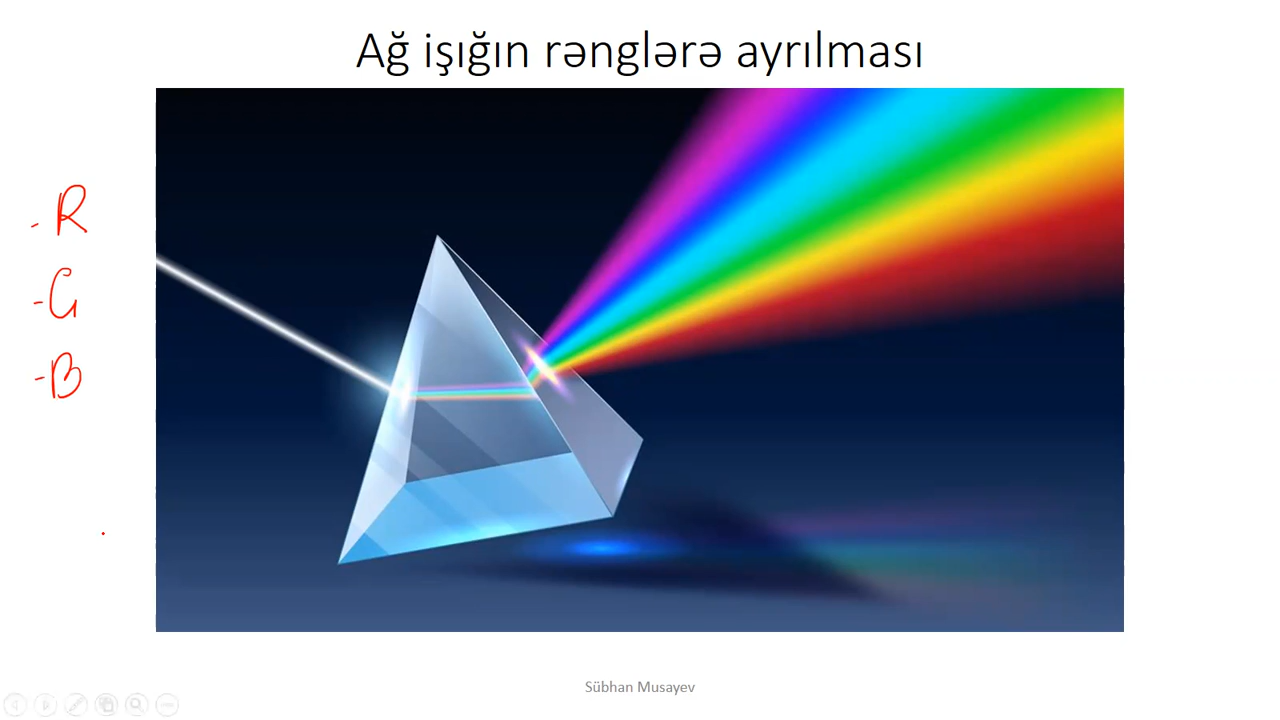 Ağ işığın rənglərə ayrılması
- R
- G
- B
Sübhan Musayev